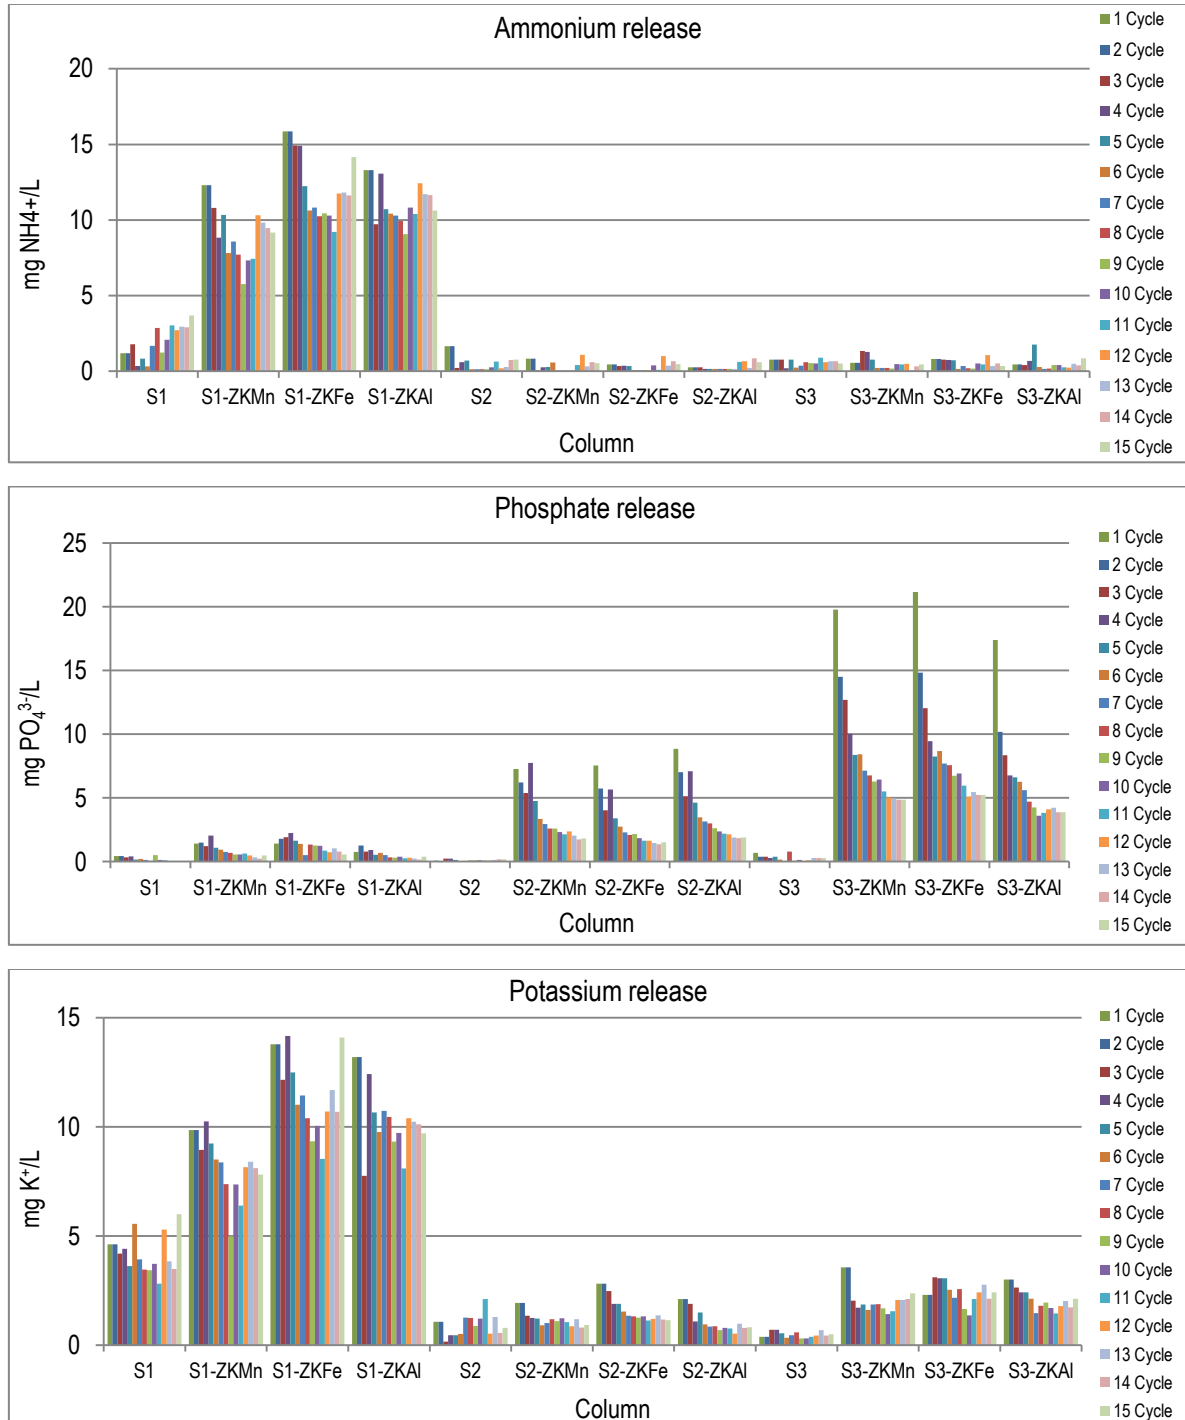 Ammonium release
mg NH4+/L
20
15
10
5
0
S1 S1-ZKMn S1-ZKFe S1-ZKAl S2 S2-ZKMn S2-ZKFe S2-ZKAl S3 S3-ZKMn S3-ZKFe S3-ZKAl
Column
1 Cycle
2 Cycle
3 Cycle
4 Cycle
5 Cycle
6 Cycle
7 Cycle
8 Cycle
9 Cycle
10 Cycle
11 Cycle
12 Cycle
13 Cycle
14 Cycle
15 Cycle
Phosphate release
mg PO₄³⁻/L
25
20
15
10
5
0
S1 S1-ZKMn S1-ZKFe S1-ZKAl S2 S2-ZKMn S2-ZKFe S2-ZKAl S3 S3-ZKMn S3-ZKFe S3-ZKAl
Column
1 Cycle
2 Cycle
3 Cycle
4 Cycle
5 Cycle
6 Cycle
7 Cycle
8 Cycle
9 Cycle
10 Cycle
11 Cycle
12 Cycle
13 Cycle
14 Cycle
15 Cycle
Potassium release
mg K⁺/L
15
10
5
0
S1 S1-ZKMn S1-ZKFe S1-ZKAl S2 S2-ZKMn S2-ZKFe S2-ZKAl S3 S3-ZKMn S3-ZKFe S3-ZKAl
Column
1 Cycle
2 Cycle
3 Cycle
4 Cycle
5 Cycle
6 Cycle
7 Cycle
8 Cycle
9 Cycle
10 Cycle
11 Cycle
12 Cycle
13 Cycle
14 Cycle
15 Cycle